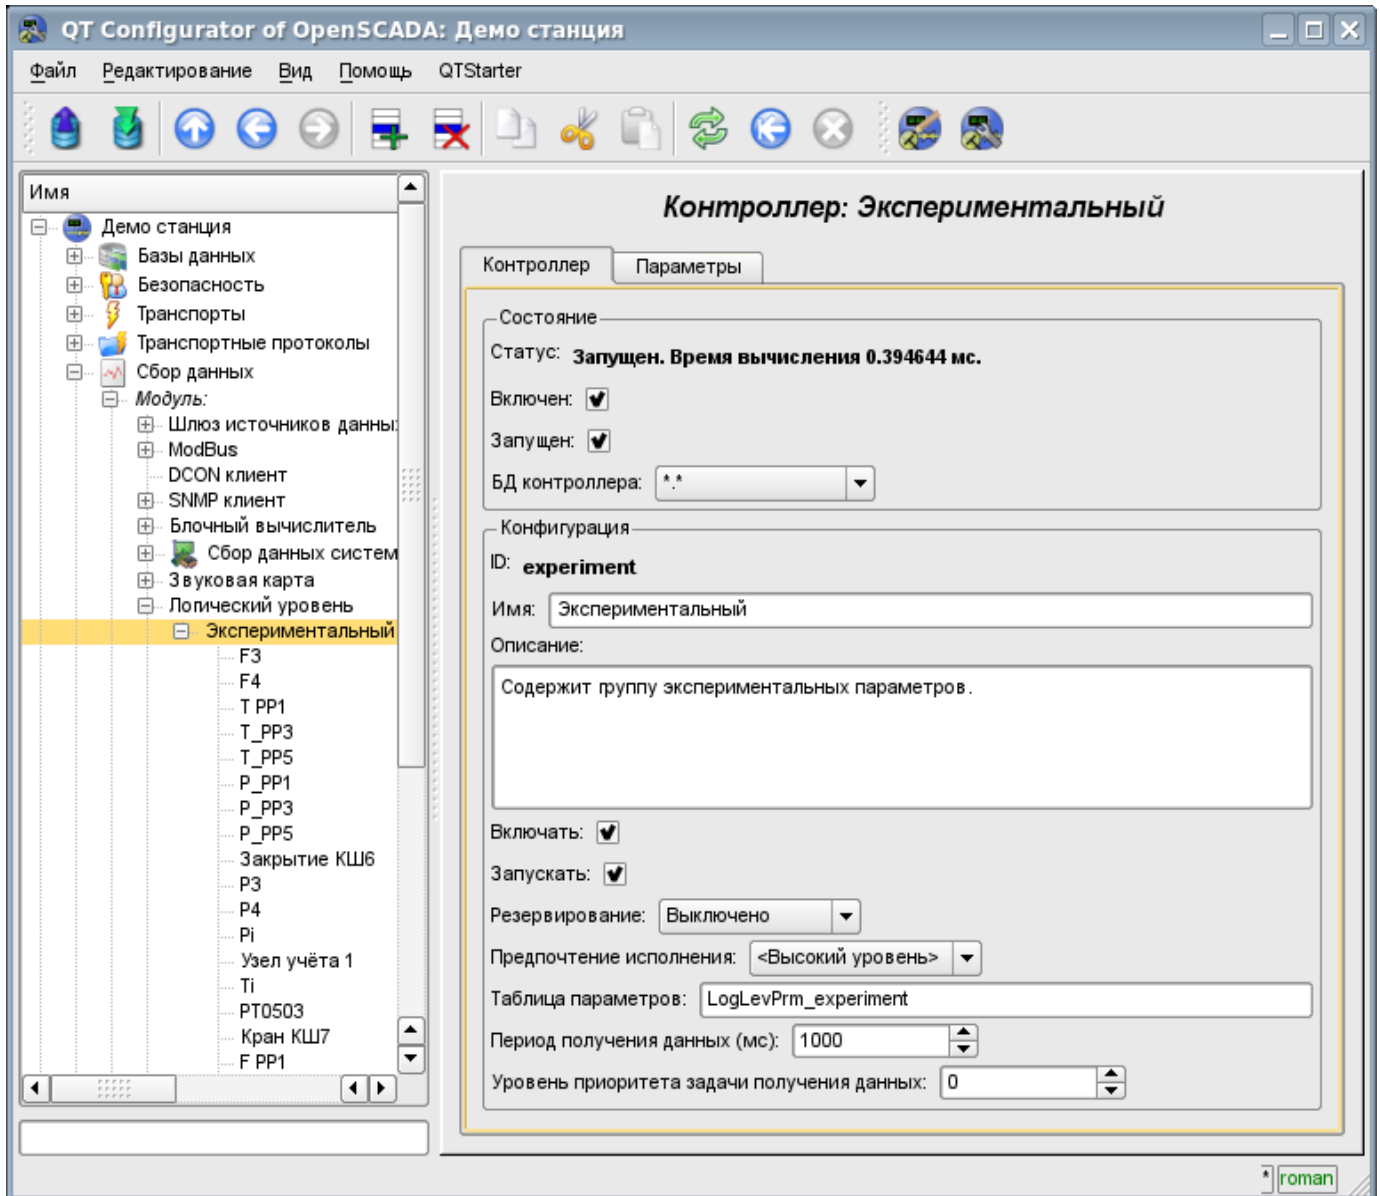 QT Configurator of OpenSCADA: Демо станция
Файл Редактирование Вид Помощь QTStarter
Имя
Демо станция
Базы данных
Безопасность
Транспорты
Транспортные протоколы
Сбор данных
Модуль:
Шлюз источников данны
ModBus
DCON клиент
SNMP клиент
Блочный вычислитель
Сбор данных систем
Звуковая карта
Логический уровень
Экспериментальный
F3
F4
T PP1
T_PP3
T_PP5
P_PP1
P_PP3
P_PP5
Закрытие КШ6
P3
P4
Pi
Узел учёта 1
Ti
PT0503
Кран КШ7
F PP1
Контроллер: Экспериментальный
Контроллер Параметры
Состояние
Статус: Запущен. Время вычисления 0.394644 мс.
Включен:
Запущен:
БД контроллера: *.*
Конфигурация
ID: experiment
Имя: Экспериментальный
Описание:
Содержит группу экспериментальных параметров.
Включать:
Запускать:
Резервирование: Выключено
Предпочтение исполнения: <Высокий уровень>
Таблица параметров: LogLevPrm_experiment
Период получения данных (мс): 1000
Уровень приоритета задачи получения данных: 0
* roman